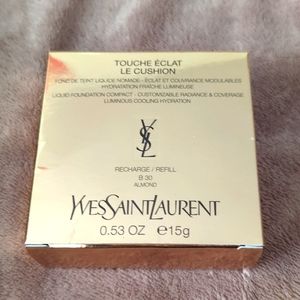 TOUCHE ÉCLAT
LE CUSHION
FOND DE TEINT LIQUIDE NOMADE - ÉCLAT ET COUVRANCE MODULABLES
HYDRATATION FRAÎCHE LUMINEUSE
LIQUID FOUNDATION COMPACT - CUSTOMIZABLE RADIANCE & COVERAGE
LUMINOUS COOLING HYDRATION
YSL
RECHARGE / REFILL
B 30
ALMOND
YVESSAINTLAURENT
0.53 OZ ℮15g